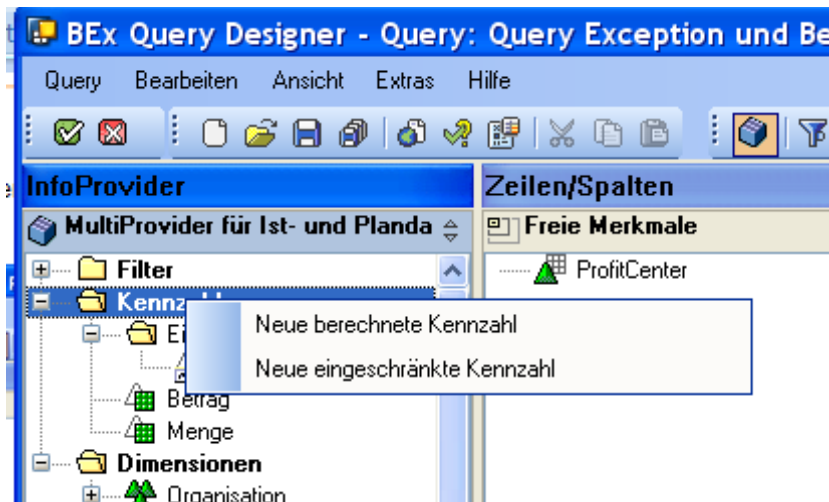 BEx Query Designer - Query: Query Exception und Be
Query Bearbeiten Ansicht Extras Hilfe
InfoProvider
Zeilen/Spalten
MultiProvider für Ist- und Planda
Freie Merkmale
Filter
ProfitCenter
Neue berechnete Kennzahl
Neue eingeschränkte Kennzahl
Betrag
Menge
Dimensionen
Organisation